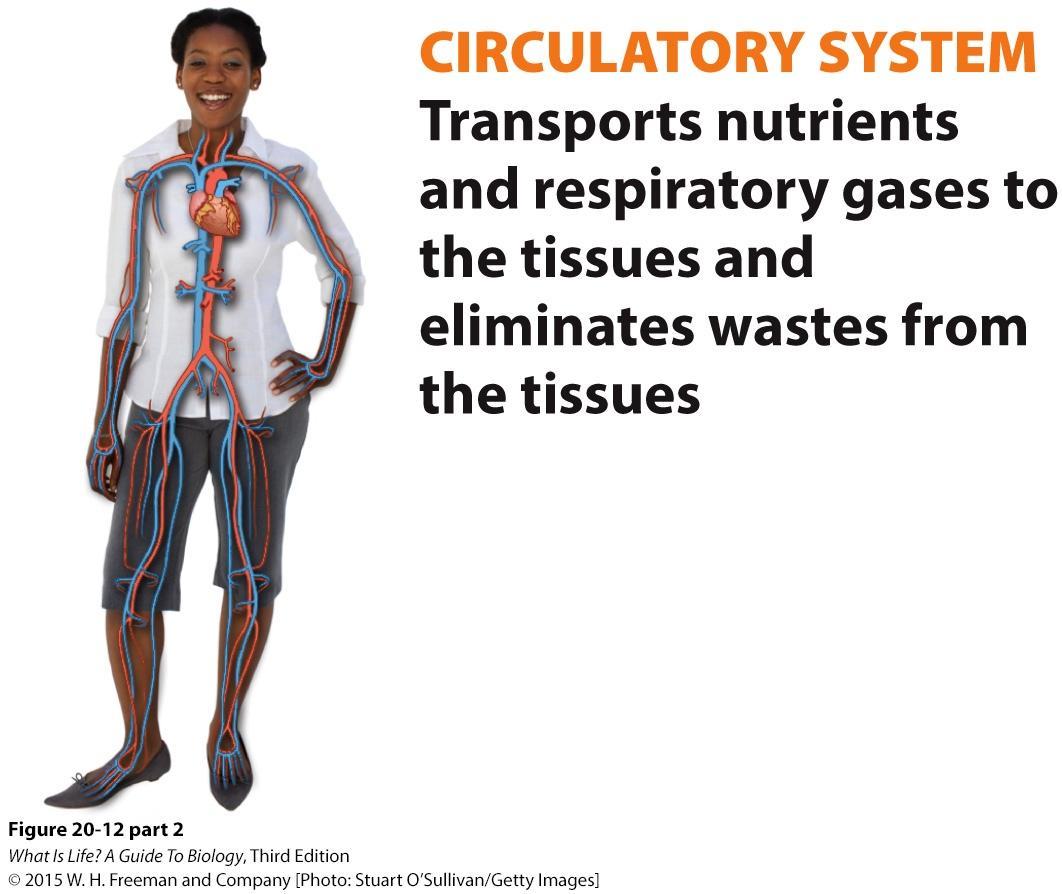 CIRCULATORY SYSTEM
Transports nutrients
and respiratory gases to
the tissues and
eliminates wastes from
the tissues
Figure 20-12 part 2
What Is Life? A Guide To Biology, Third Edition
© 2015 W. H. Freeman and Company [Photo: Stuart O’Sullivan/Getty Images]